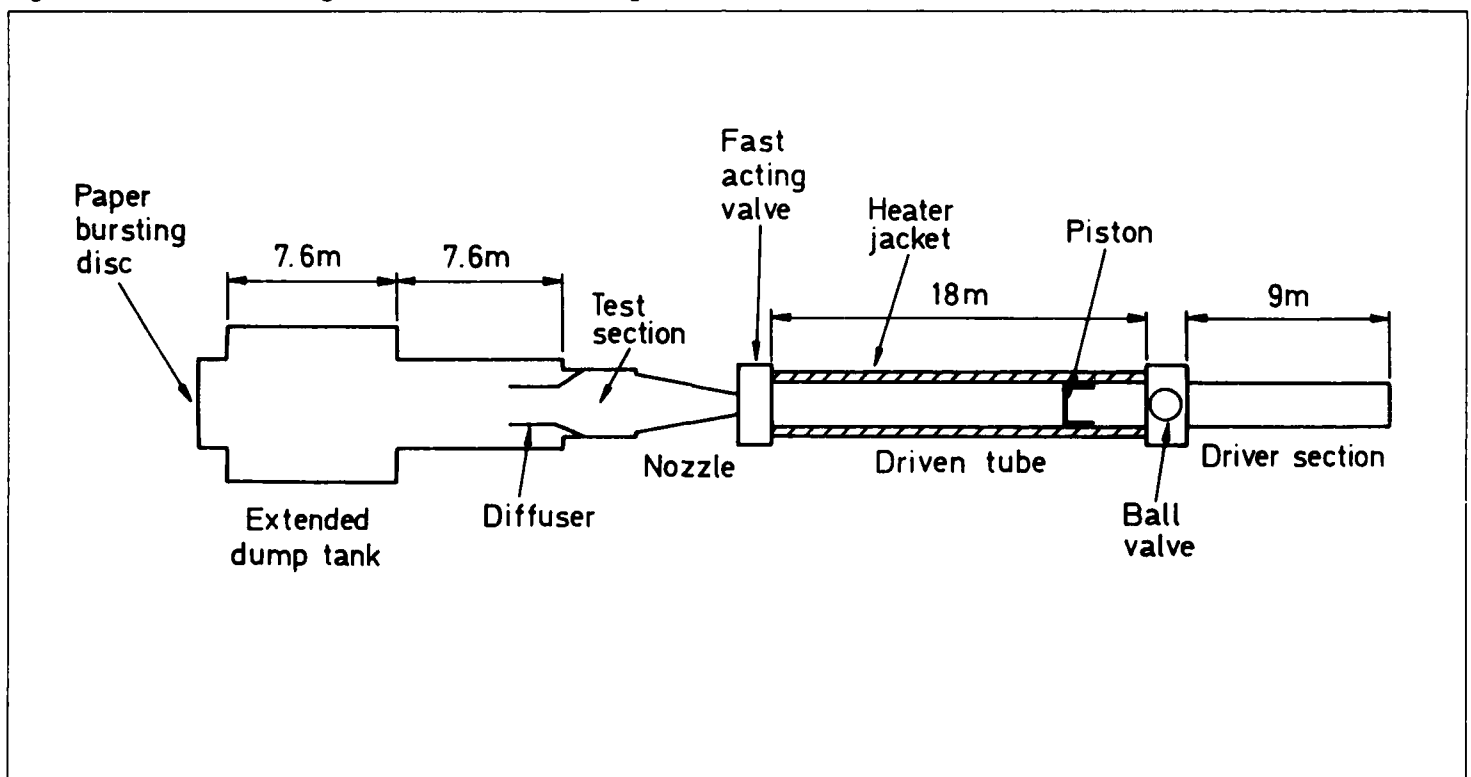 Paper
bursting
disc
7.6m
7.6m
Test
section
Fast
acting
valve
Heater
jacket
Piston
18m
9m
Extended
dump tank
Diffuser
Nozzle
Driven tube
Driver section
Ball
valve